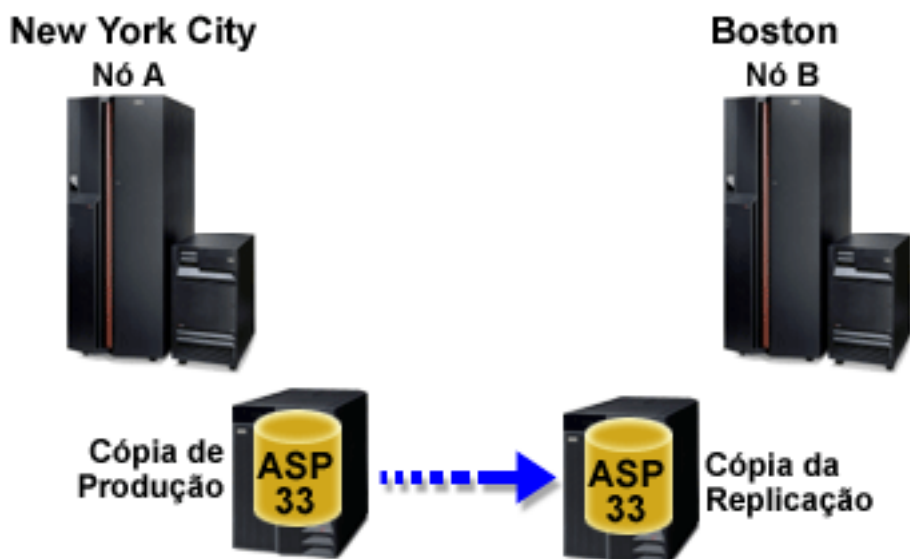 New York City
Nó A
Boston
Nó B
Cópia de
Produção
ASP
33
ASP
33
Cópia da
Replicação